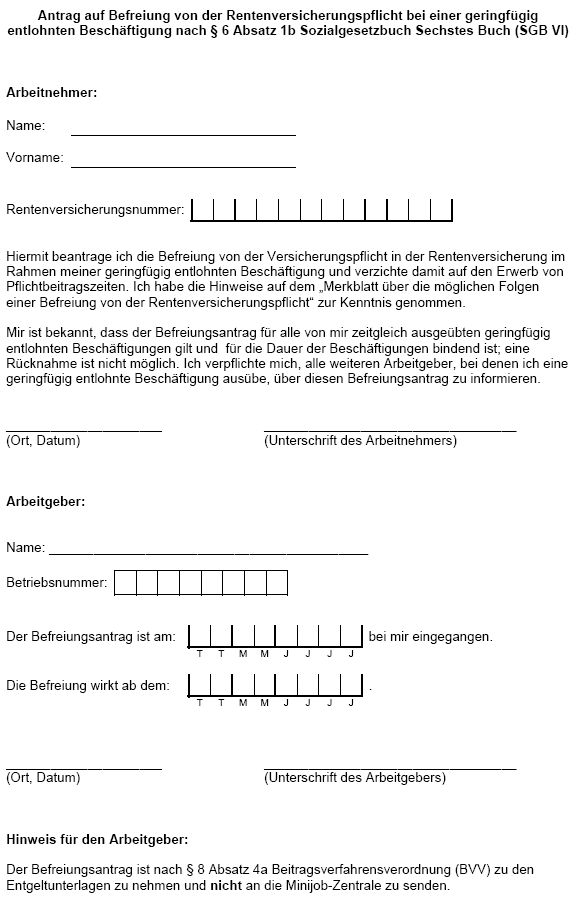 Antrag auf Befreiung von der Rentenversicherungspflicht bei einer geringfügig
entlohnten Beschäftigung nach § 6 Absatz 1b Sozialgesetzbuch Sechstes Buch (SGB VI)
Arbeitnehmer:
Name:
Vorname:
Rentenversicherungsnummer:
Hiermit beantrage ich die Befreiung von der Versicherungspflicht in der Rentenversicherung im
Rahmen meiner geringfügig entlohnten Beschäftigung und verzichte damit auf den Erwerb von
Pflichtbeitragszeiten. Ich habe die Hinweise auf dem „Merkblatt über die möglichen Folgen
einer Befreiung von der Rentenversicherungspflicht“ zur Kenntnis genommen.
Mir ist bekannt, dass der Befreiungsantrag für alle von mir zeitgleich ausgeübten geringfügig
entlohnten Beschäftigungen gilt und für die Dauer der Beschäftigungen bindend ist; eine
Rücknahme ist nicht möglich. Ich verpflichte mich, alle weiteren Arbeitgeber, bei denen ich eine
geringfügig entlohnte Beschäftigung ausübe, über diesen Befreiungsantrag zu informieren.
(Ort, Datum) (Unterschrift des Arbeitnehmers)
Arbeitgeber:
Name:
Betriebsnummer:
Der Befreiungsantrag ist am: bei mir eingegangen.
T T M M J J J J
Die Befreiung wirkt ab dem: .
T T M M J J J J
(Ort, Datum) (Unterschrift des Arbeitgebers)
Hinweis für den Arbeitgeber:
Der Befreiungsantrag ist nach § 8 Absatz 4a Beitragsverfahrensverordnung (BVV) zu den
Entgeltunterlagen zu nehmen und nicht an die Minijob-Zentrale zu senden.